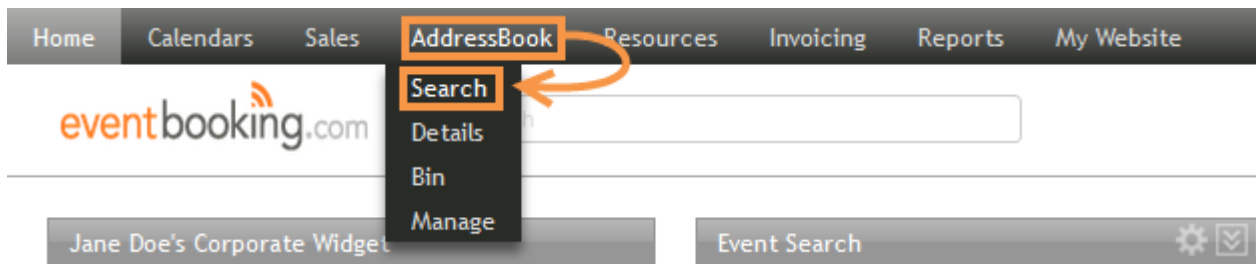 Home Calendars Sales AddressBook Resources Invoicing Reports My Website
Search
eventbooking.com
Details
Bin
Manage
Jane Doe's Corporate Widget Event Search